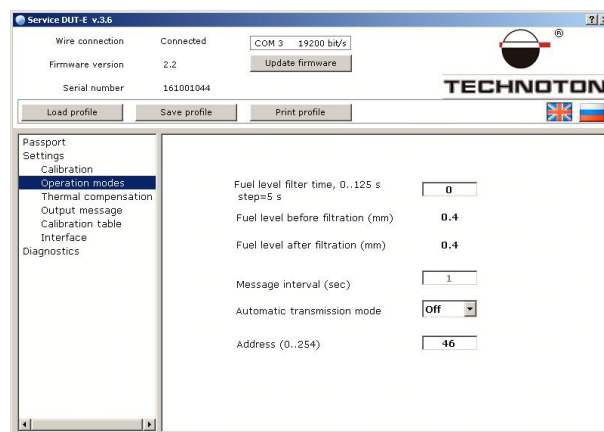 Service DUT-E v.3.6
Wire connection Connected COM 3 19200 bit/s
Firmware version 2.2 Update firmware
Serial number 161001044
®
TECHNOTON
Load profile Save profile Print profile
Passport
Settings
Calibration
Operation modes
Thermal compensation
Output message
Calibration table
Interface
Diagnostics
Fuel level filter time, 0..125 s
step=5 s 0
Fuel level before filtration (mm) 0.4
Fuel level after filtration (mm) 0.4
Message interval (sec) 1
Automatic transmission mode Off
Address (0..254) 46